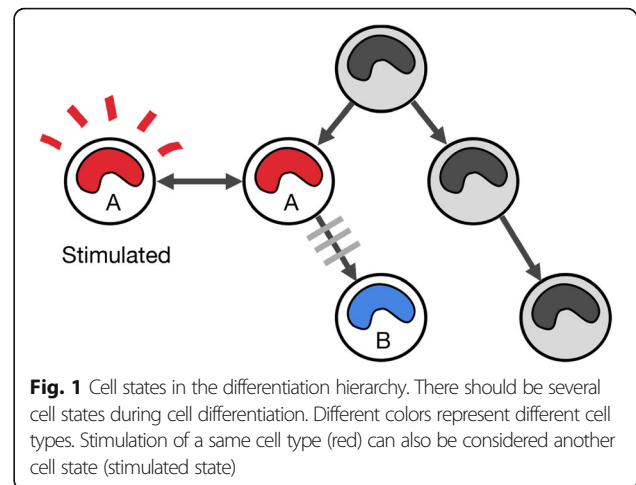 A
A
Stimulated
B
Fig. 1 Cell states in the differentiation hierarchy. There should be several
cell states during cell differentiation. Different colors represent different cell
types. Stimulation of a same cell type (red) can also be considered another
cell state (stimulated state)